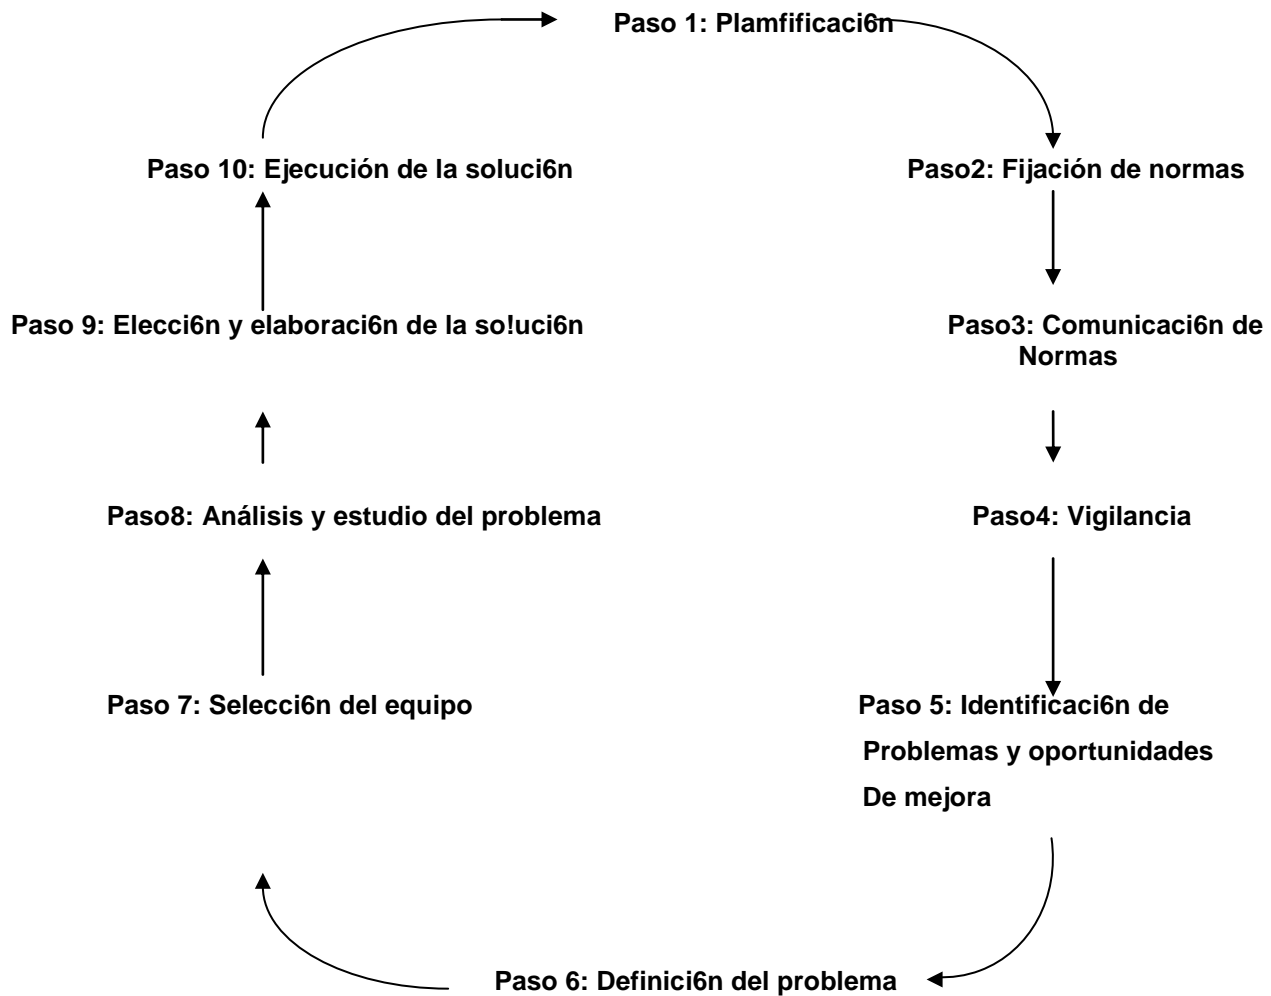 Paso 1: Plamfificaci6n
Paso2: Fijación de normas
Paso3: Comunicaci6n de
Normas
Paso4: Vigilancia
Paso 5: Identificaci6n de
Problemas y oportunidades
De mejora
Paso 6: Definici6n del problema
Paso 7: Selecci6n del equipo
Paso8: Análisis y estudio del problema
Paso 9: Elecci6n y elaboraci6n de la so!uci6n
Paso 10: Ejecución de la soluci6n